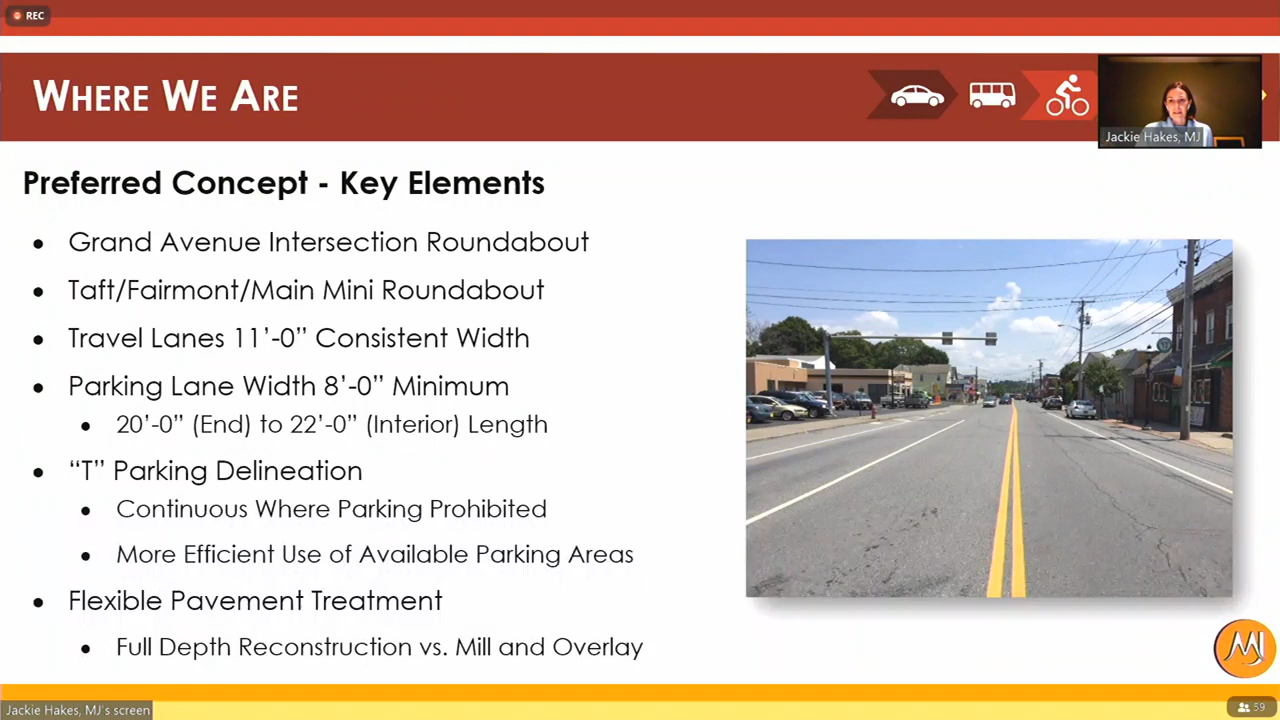 REC
WHERE WE ARE
Jackie Hakes, MJ
Preferred Concept - Key Elements
• Grand Avenue Intersection Roundabout
• Taft/Fairmont/Main Mini Roundabout
• Travel Lanes 11’-0” Consistent Width
• Parking Lane Width 8’-0” Minimum
• 20’-0” (End) to 22’-0” (Interior) Length
• “T” Parking Delineation
• Continuous Where Parking Prohibited
• More Efficient Use of Available Parking Areas
• Flexible Pavement Treatment
• Full Depth Reconstruction vs. Mill and Overlay
MJ
Jackie Hakes, MJ's screen
59